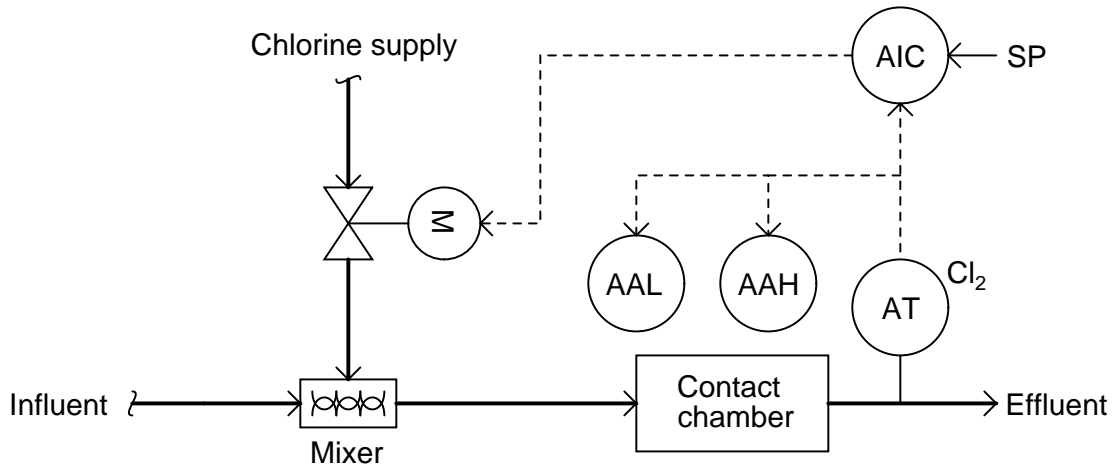 Chlorine supply
AIC
SP
M
AAL
AAH
AT
Cl₂
Influent
Mixer
Contact
chamber
Effluent